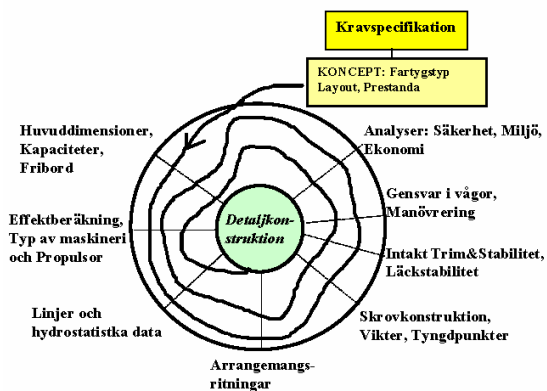 Kravspecifikation
KONCEPT: Fartygstyp
Layout, Prestanda
Huvuddimensioner,
Kapaciteter,
Fribord
Analyser: Säkerhet, Miljö,
Ekonomi
Gensvar i vågor,
Manövrering
Effektberäkning,
Typ av maskineri
och Propulsor
Detaljkon-
struktion
Intakt Trim&Stabilitet,
Läckstabilitet
Linjer och
hydrostatistka data
Skrovkonstruktion,
Vikter, Tyngdpunkter
Arrangemangs-
ritningar